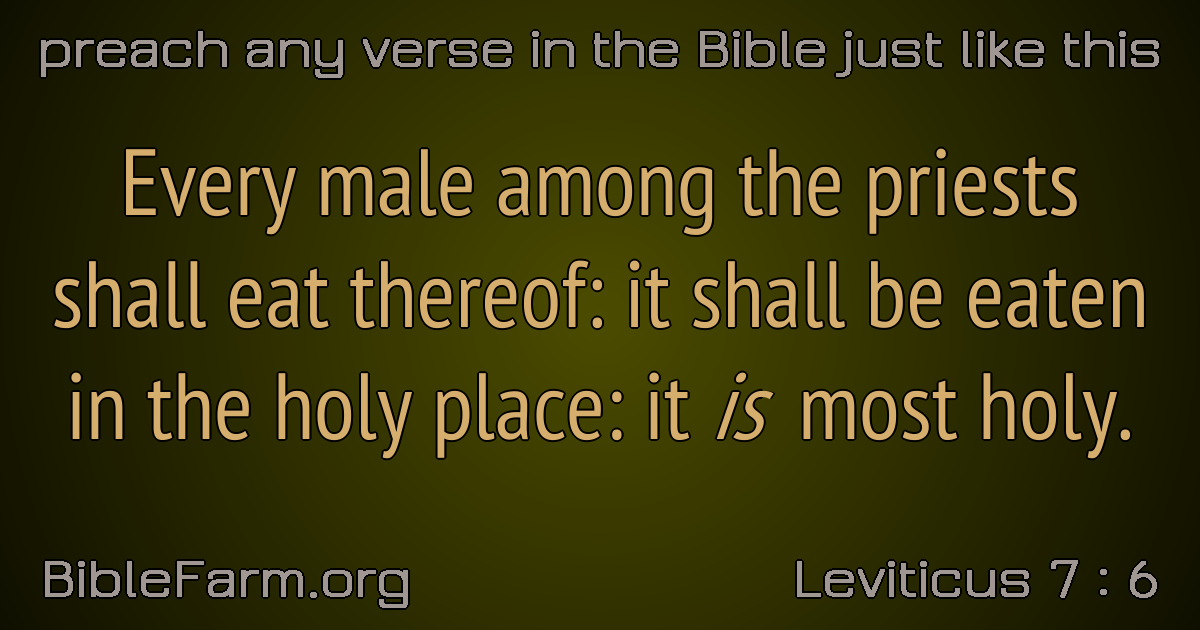 preach any verse in the Bible just like this
Every male among the priests
shall eat thereof: it shall be eaten
in the holy place: it is most holy.
BibleFarm.org
Leviticus 7 : 6